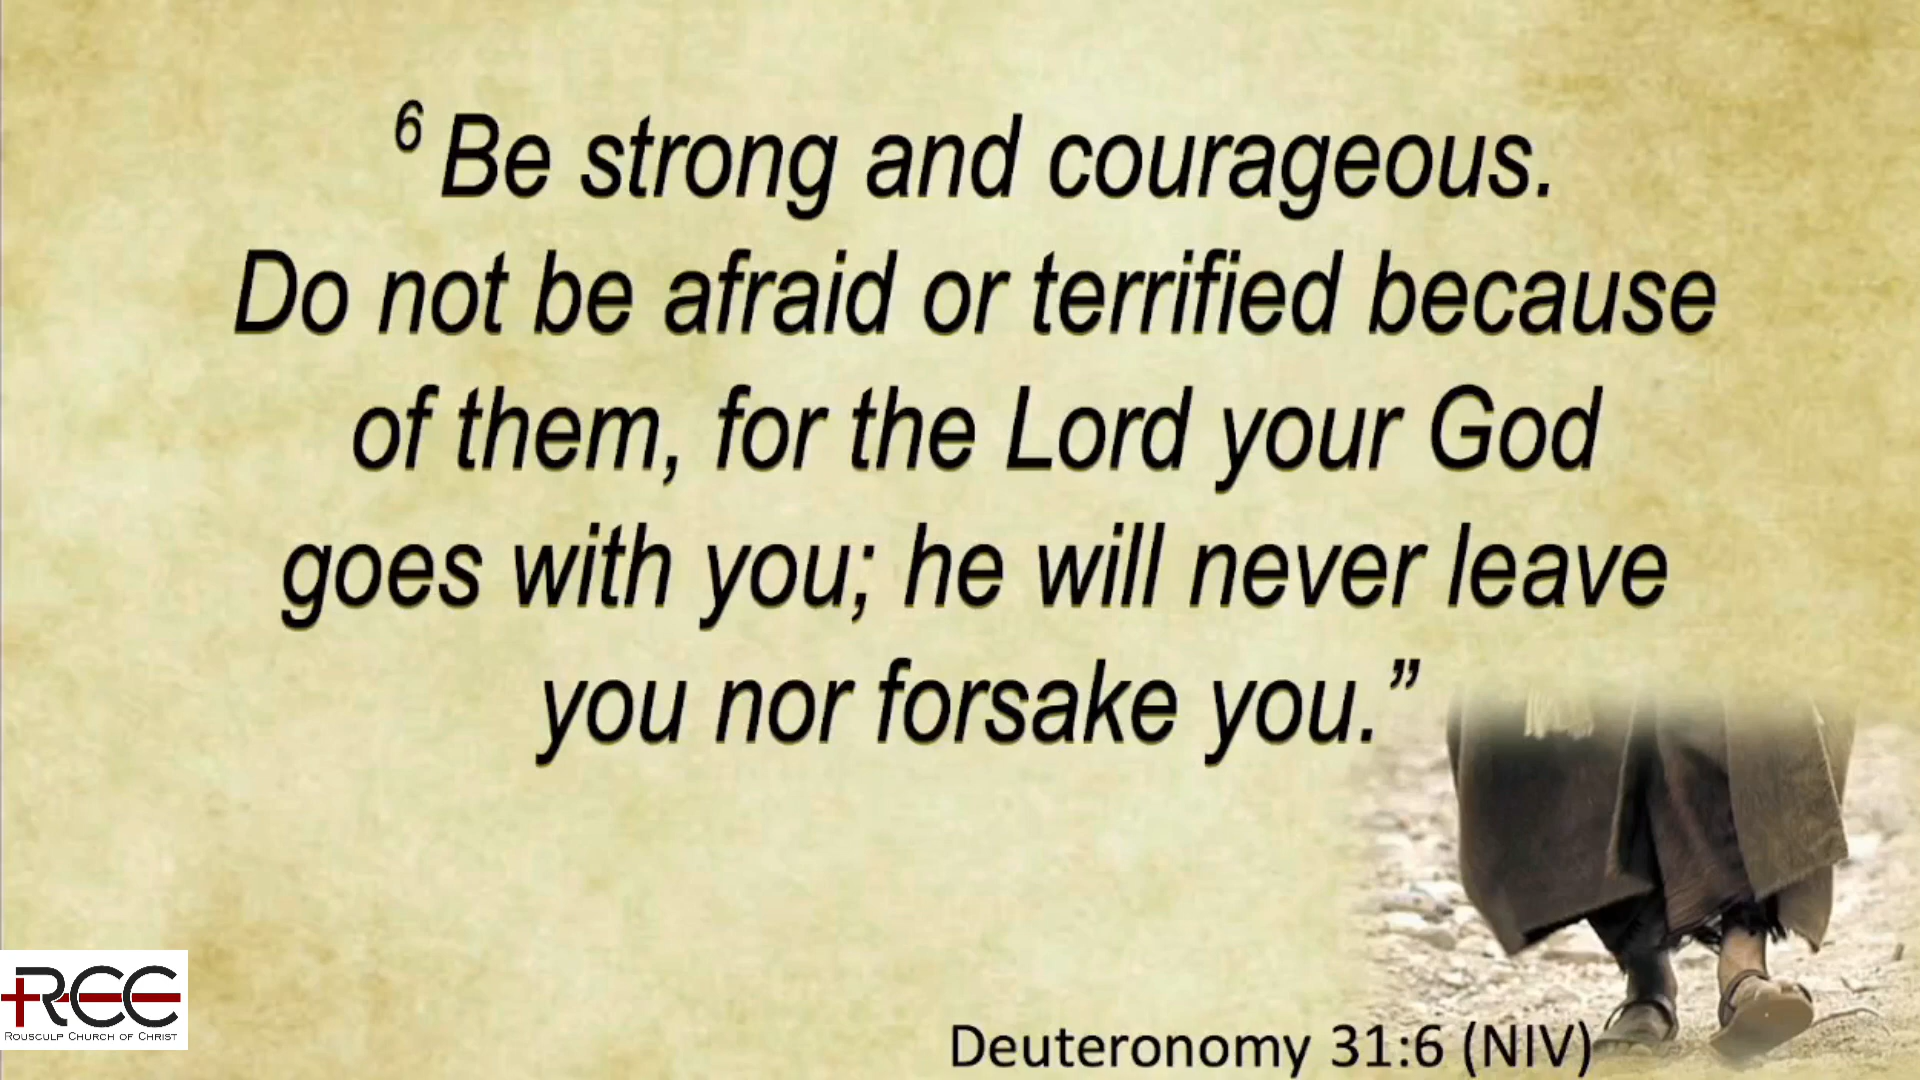 6 Be strong and courageous.
Do not be afraid or terrified because
of them, for the Lord your God
goes with you; he will never leave
you nor forsake you.”
RCC
ROUSCULP CHURCH OF CHRIST
Deuteronomy 31:6 (NIV)